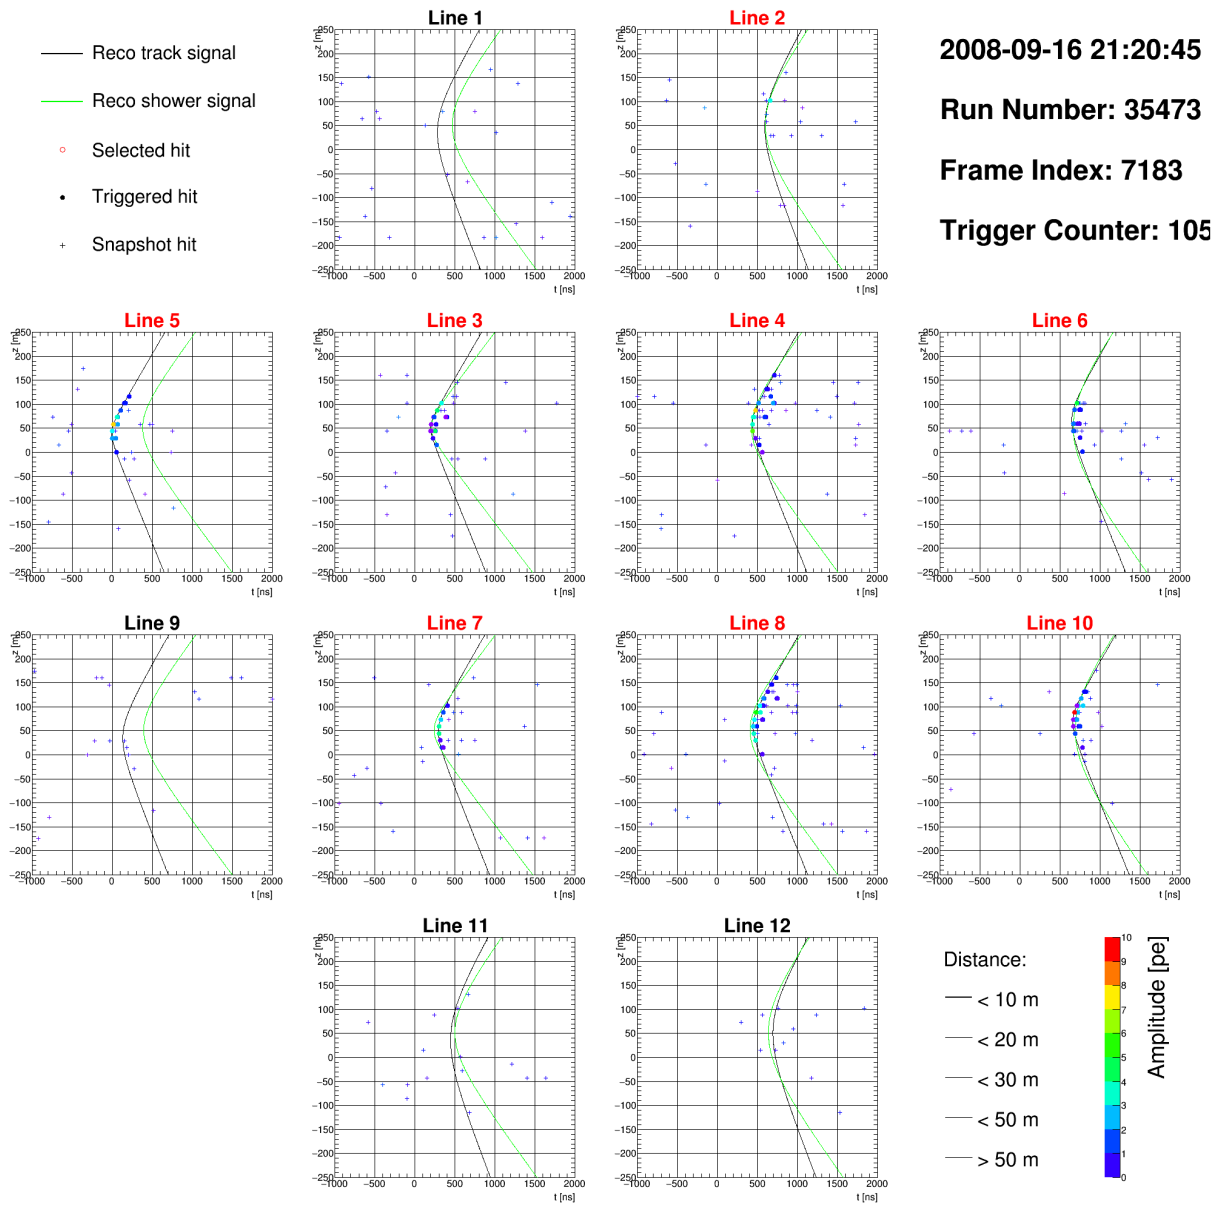 Line 1
Line 2
2008-09-16 21:20:45
Run Number: 35473
Frame Index: 7183
Trigger Counter: 105
Reco track signal
Reco shower signal
Selected hit
Triggered hit
Snapshot hit
Line 5
Line 3
Line 4
Line 6
Line 9
Line 7
Line 8
Line 10
Line 11
Line 12
z [m]
250
200
150
100
50
0
−50
−100
−150
−200
−250
−1000 −500 0 500 1000 1500 2000
t [ns]
Distance:
< 10 m
< 20 m
< 30 m
< 50 m
> 50 m
10
9
8
7
6
5
4
3
2
1
0
Amplitude [pe]